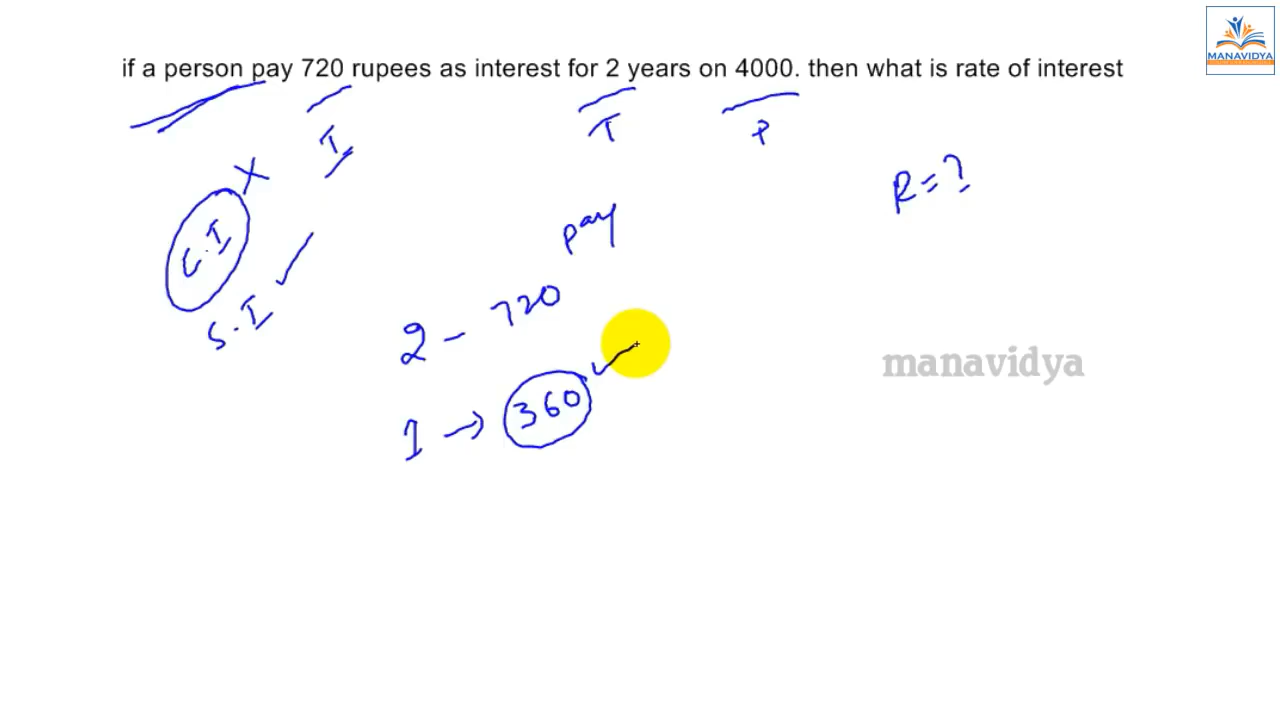 MANAVIDYA
if a person pay 720 rupees as interest for 2 years on 4000. then what is rate of interest
I T P
R = ?
C.I X
S.I ✓
pay
2 - 720
1 → 360 ✓
manavidya